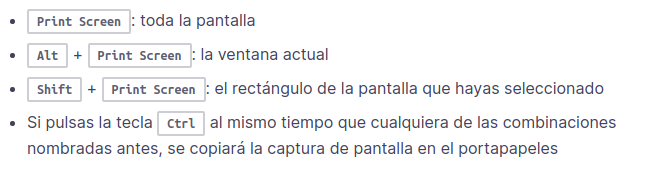 • Print Screen: toda la pantalla
• Alt + Print Screen: la ventana actual
• Shift + Print Screen: el rectángulo de la pantalla que hayas seleccionado
• Si pulsas la tecla Ctrl al mismo tiempo que cualquiera de las combinaciones
nombradas antes, se copiará la captura de pantalla en el portapapeles